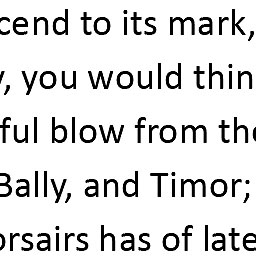 cend to its mark,
, you would thin
ful blow from the
Bally, and Timor;
orsairs has of late